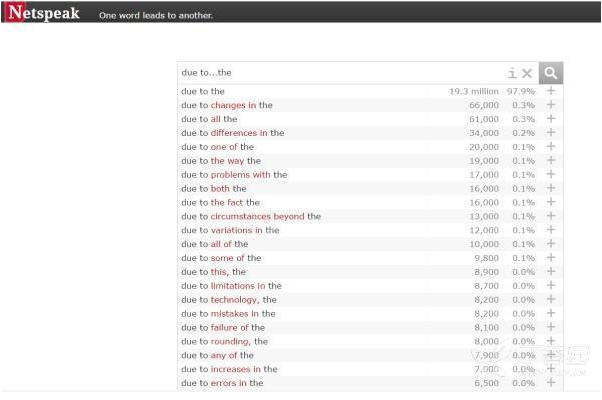 Netspeak One word leads to another.
due to...the i
due to the 19.3 million 97.9% +
due to changes in the 66,000 0.3% +
due to all the 61,000 0.3% +
due to differences in the 34,000 0.2% +
due to one of the 20,000 0.1% +
due to the way the 19,000 0.1% +
due to problems with the 17,000 0.1% +
due to both the 16,000 0.1% +
due to the fact the 16,000 0.1% +
due to circumstances beyond the 13,000 0.1% +
due to variations in the 12,000 0.1% +
due to all of the 10,000 0.1% +
due to some of the 9,800 0.1% +
due to this, the 8,900 0.0% +
due to limitations in the 8,700 0.0% +
due to technology, the 8,200 0.0% +
due to mistakes in the 8,200 0.0% +
due to failure of the 8,100 0.0% +
due to rounding, the 8,000 0.0% +
due to any of the 7,900 0.0% +
due to increases in the 7,000 0.0% +
due to errors in the 6,500 0.0% +